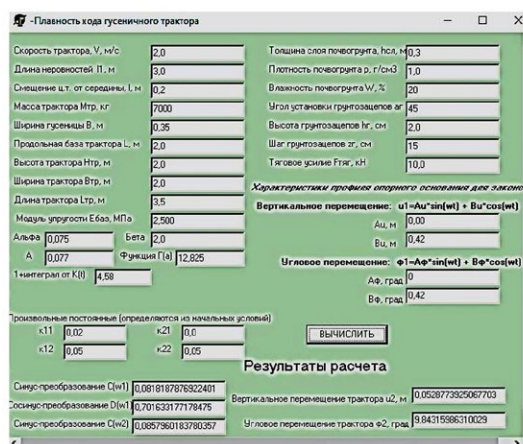 -Плавность хода гусеничного трактора
Скорость трактора, V, м/с 2,0
Длина неровностей l1, м 3,0
Смещение ц.т. от середины, l, м 0,2
Масса трактора Мтр, кг 7000
Ширина гусеницы B, м 0,35
Продольная база трактора L, м 2,0
Высота трактора Нтр, м 2,0
Ширина трактора Втр, м 2,0
Длина трактора Lтр, м 3,5
Модуль упругости Ебаз, МПа 2,500
Альфа 0,075 Бета 2,0
А 0,077 Функция Г(а) 12,825
1+интеграл от K(t) 4,58
Произвольные постоянные (определяются из начальных условий)
к11 0,02 к21 0,0
к12 0,05 к22 0,05
Толщина слоя почвогрунта, hсл, м 0,3
Плотность почвогрунта р, г/см3 1,0
Влажность почвогрунта W, % 20
Угол установки грунтозацепов аг 45
Высота грунтозацепов hг, см 2,0
Шаг грунтозацепов zг, см 15
Тяговое усилие Fтяг, кН 10,0
Характеристики профиля опорного основания для законо
Вертикальное перемещение: u1=Au*sin(wt) + Bu*cos(wt)
Au, м 0,00
Bu, м 0,42
Угловое перемещение: ф1=Aф*sin(wt) + Bф*cos(wt)
Аф, град 0
Вф, град 0,42
ВЫЧИСЛИТЬ
Результаты расчета
Синус-преобразование C(w1) 0,0818187876922401
Косинус-преобразование D(w1) 0,701633177178475
Синус-преобразование C(w2) 0,0857960183780357
Вертикальное перемещение трактора u2, м 0,0528773925067703
Угловое перемещение трактора ф2, град 9,84315986310029